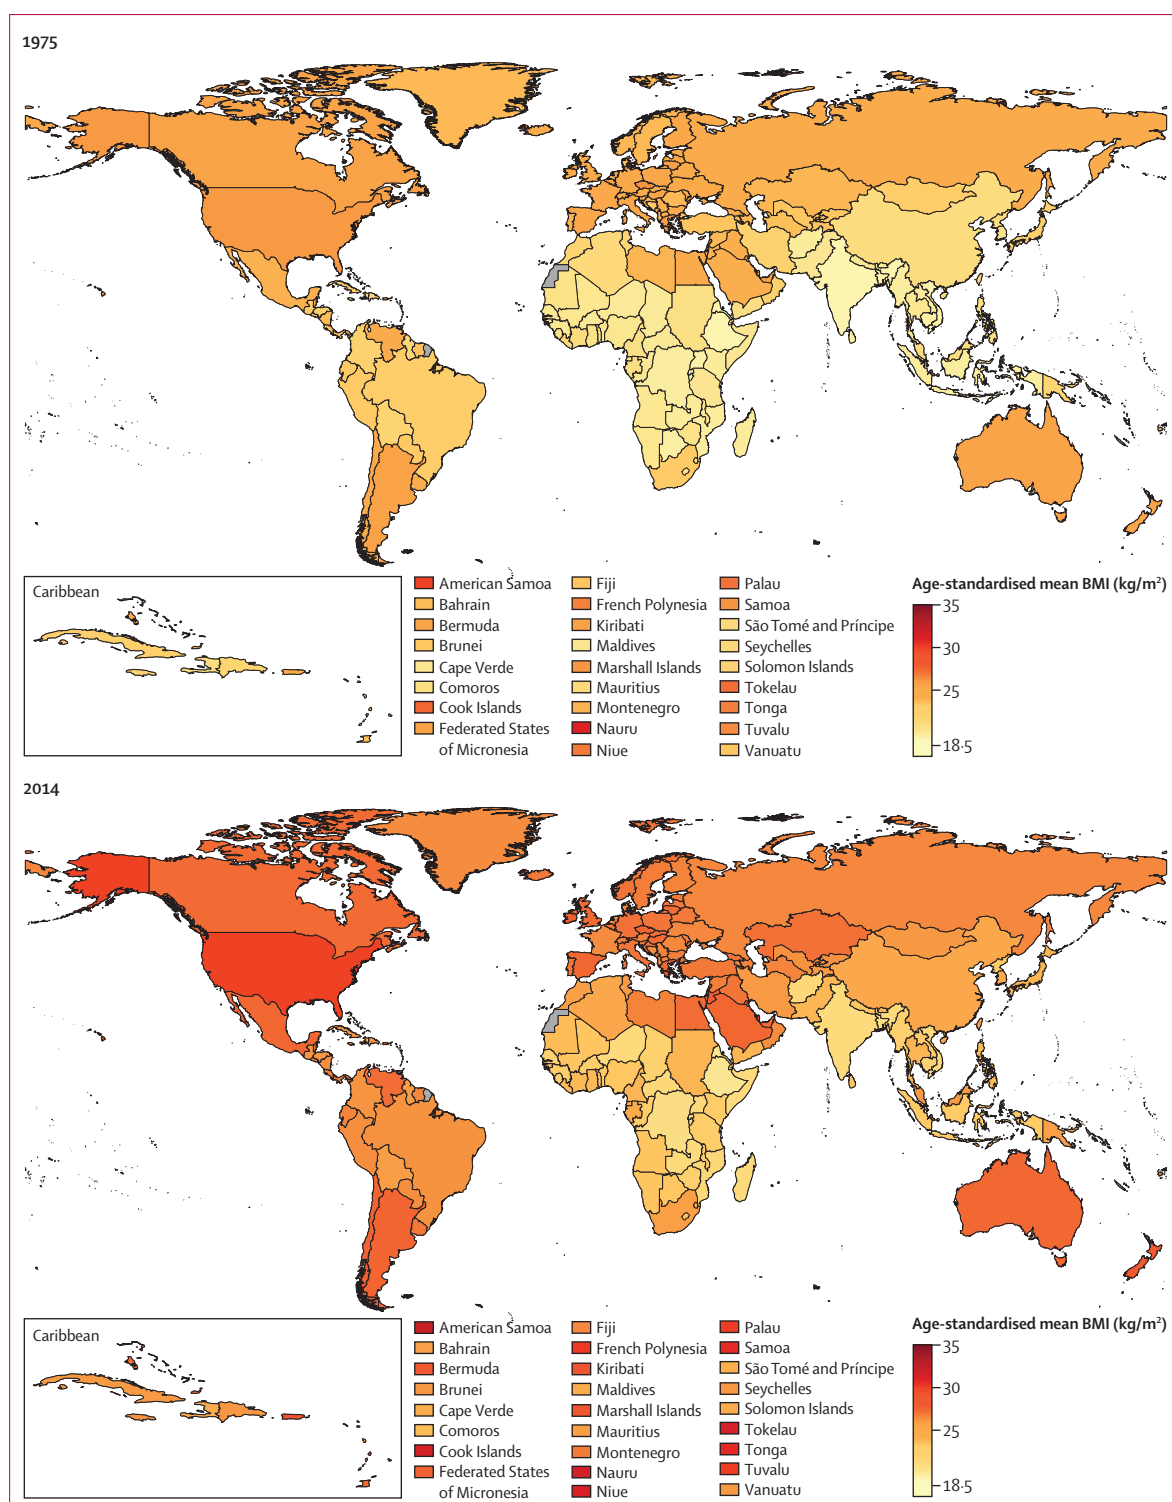 1975
Caribbean
American Samoa
Bahrain
Bermuda
Brunei
Cape Verde
Comoros
Cook Islands
Federated States
of Micronesia
Fiji
French Polynesia
Kiribati
Maldives
Marshall Islands
Mauritius
Montenegro
Nauru
Niue
Palau
Samoa
São Tomé and Príncipe
Seychelles
Solomon Islands
Tokelau
Tonga
Tuvalu
Vanuatu
Age-standardised mean BMI (kg/m²)
35
30
25
18·5
2014
Caribbean
American Samoa
Bahrain
Bermuda
Brunei
Cape Verde
Comoros
Cook Islands
Federated States
of Micronesia
Fiji
French Polynesia
Kiribati
Maldives
Marshall Islands
Mauritius
Montenegro
Nauru
Niue
Palau
Samoa
São Tomé and Príncipe
Seychelles
Solomon Islands
Tokelau
Tonga
Tuvalu
Vanuatu
Age-standardised mean BMI (kg/m²)
35
30
25
18·5